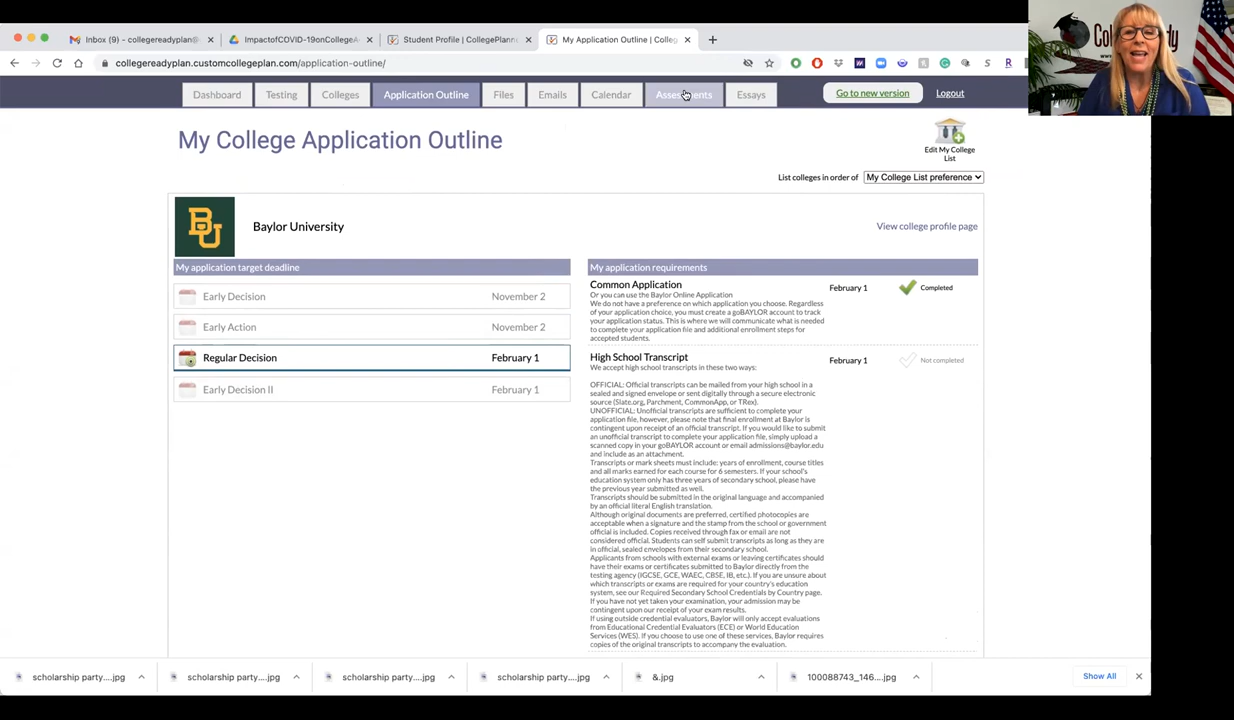 Inbox (9) - collegereadyplan@
ImpactofCOVID-19onCollegeA
Student Profile | CollegePlann
My Application Outline | Colleg
collegereadyplan.customcollegeplan.com/application-outline/
Dashboard
Testing
Colleges
Application Outline
Files
Emails
Calendar
Assessments
Essays
Go to new version
Logout
My College Application Outline
Edit My College
List
List colleges in order of
My College List preference
BU
Baylor University
View college profile page
My application target deadline
Early Decision November 2
Early Action November 2
Regular Decision February 1
Early Decision II February 1
My application requirements
Common Application February 1 Completed
Or you can use the Baylor Online Application
We do not have a preference on which application you choose. Regardless
of your application choice, you must create a goBAYLOR account to track
your application status. This is where we will communicate what is needed
to complete your application file and additional enrollment steps for
accepted students.
High School Transcript February 1 Not completed
We accept high school transcripts in these two ways:
OFFICIAL: Official transcripts can be mailed from your high school in a
sealed and signed envelope or sent digitally through a secure electronic
source (Slate.org, Parchment, CommonApp, or TRex).
UNOFFICIAL: Unofficial transcripts are sufficient to complete your
application file, however, please note that final enrollment at Baylor is
contingent upon receipt of an official transcript. If you would like to submit
an unofficial transcript to complete your application file, simply upload a
scanned copy in your goBAYLOR account or email admissions@baylor.edu
and include as an attachment.
Transcripts or mark sheets must include; years of enrollment, course titles
and all marks earned for each course for 6 semesters. If your school's
education system only has three years of secondary school, please have
the previous year submitted as well.
Transcripts should be submitted in the original language and accompanied
by an official literal English translation.
Although original documents are preferred, certified photocopies are
acceptable when a signature and the stamp from the school or government
official is included. Copies received through fax or email are not
considered official. Students can self submit transcripts as long as they are
in official, sealed envelopes from their secondary school.
Applicants from schools with external exams or leaving certificates should
have their exams or certificates submitted to Baylor directly from the
testing agency (IGCSE, GCE, WAEC, CBSE, IB, etc.). If you are unsure about
which transcripts or exams are required for your country's education
system, see our Required Secondary School Credentials by Country page.
If you have not yet taken your examination, your admission may be
contingent upon our receipt of your exam results.
If using outside credential evaluators, Baylor will only accept evaluations
from Educational Credential Evaluators (ECE) or World Education
Services (WES). If you choose to use one of these services, Baylor requires
copies of the original transcripts to accompany the evaluation.
scholarship party....jpg
scholarship party....jpg
scholarship party....jpg
scholarship party....jpg
&.jpg
100088743_146....jpg
Show All